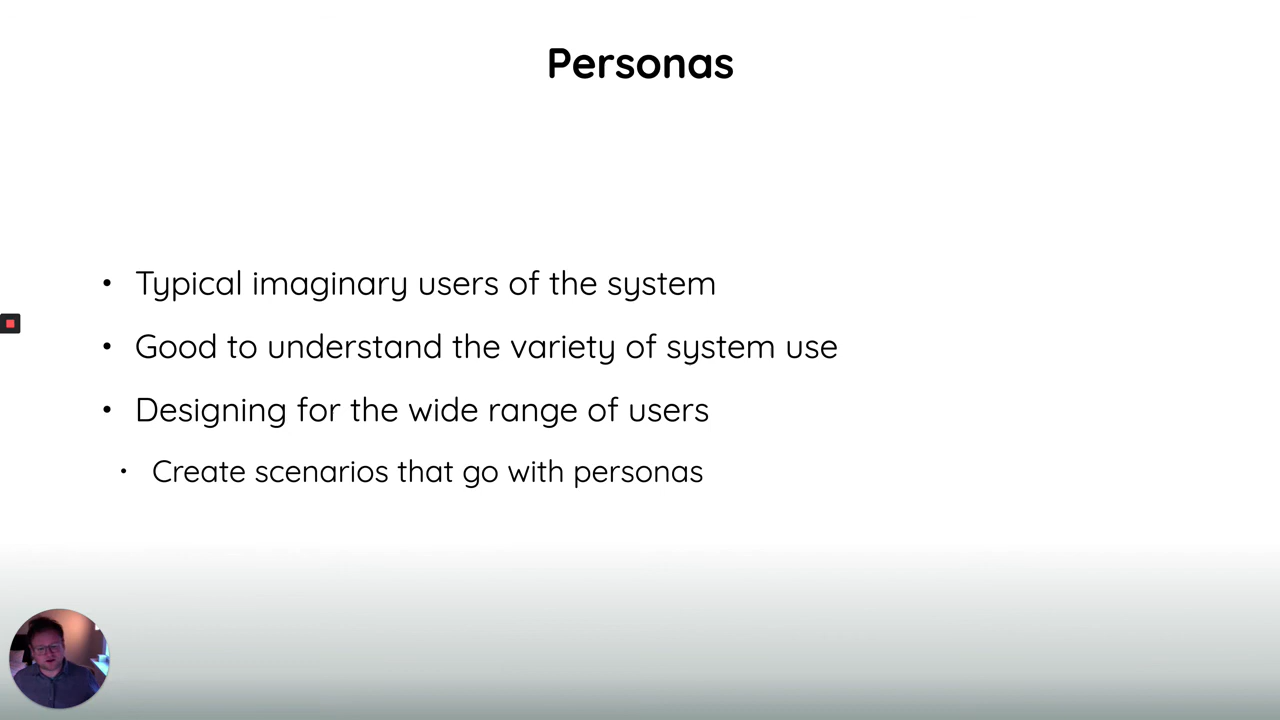 Personas
• Typical imaginary users of the system
• Good to understand the variety of system use
• Designing for the wide range of users
• Create scenarios that go with personas